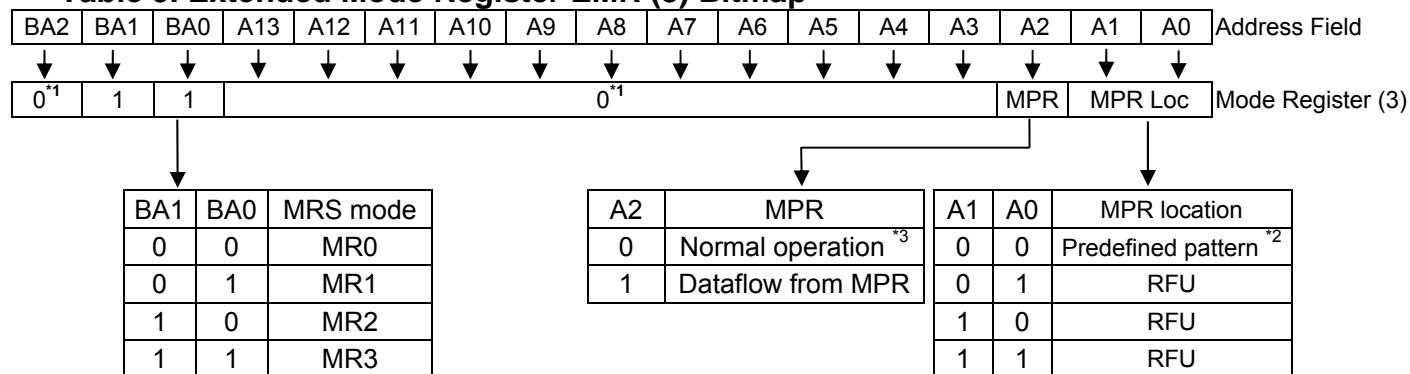 Table 8. Extended Mode Register EMR (3) Bitmap
BA2 BA1 BA0 A13 A12 A11 A10 A9 A8 A7 A6 A5 A4 A3 A2 A1 A0 Address Field
0*1 1 1 0*1 MPR MPR Loc Mode Register (3)
BA1 BA0 MRS mode
0 0 MR0
0 1 MR1
1 0 MR2
1 1 MR3
A2 MPR
0 Normal operation *3
1 Dataflow from MPR
A1 A0 MPR location
0 0 Predefined pattern *2
0 1 RFU
1 0 RFU
1 1 RFU